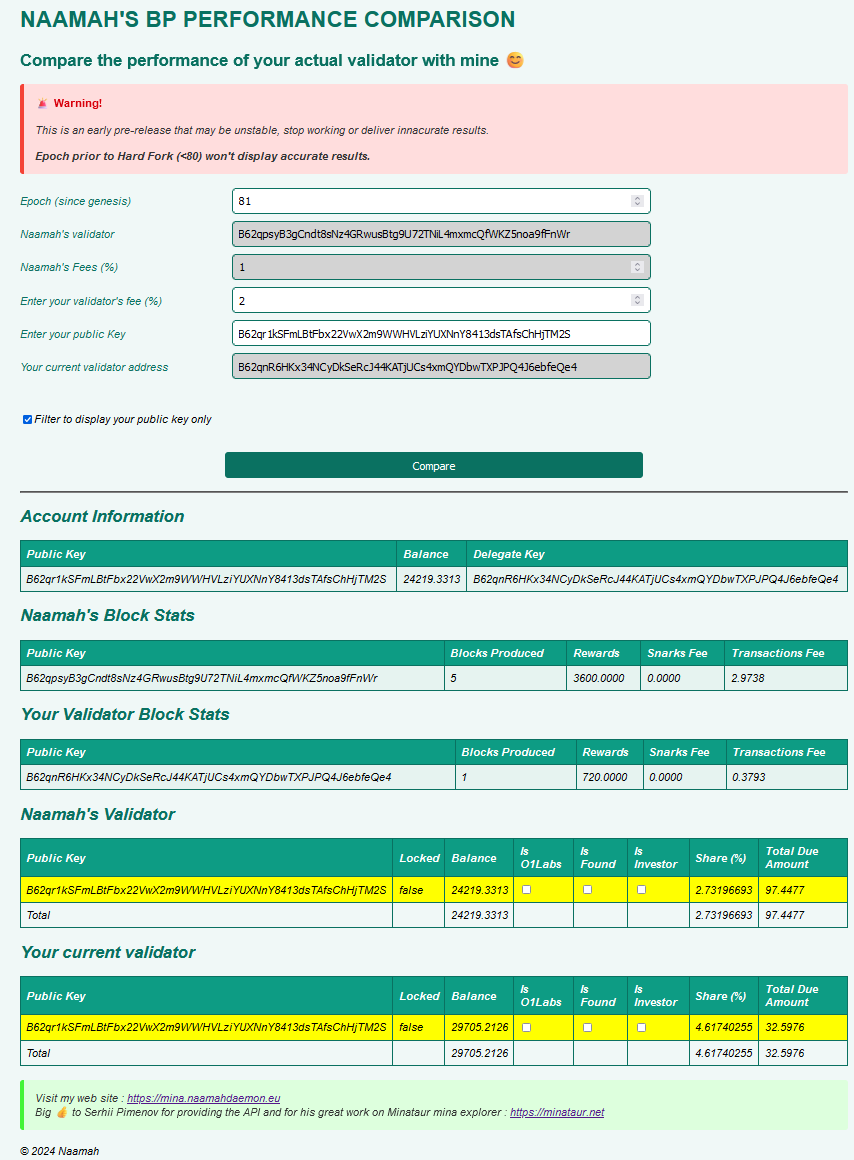 NAAMAH'S BP PERFORMANCE COMPARISON
Compare the performance of your actual validator with mine 😊
Warning!
This is an early pre-release that may be unstable, stop working or deliver innacurate results.
Epoch prior to Hard Fork (<80) won't display accurate results.
Epoch (since genesis) 81
Naamah's validator B62qpsyB3gCndt8sNz4GRwusBtg9U72TNiL4mxmcQfWKZ5noa9fFnWr
Naamah's Fees (%) 1
Enter your validator's fee (%) 2
Enter your public Key B62qr1kSFmLBtFbx22VwX2m9WWHVLziYUXNnY8413dsTAfsChHjTM2S
Your current validator address B62qnR6HKx34NCyDkSeRcJ44KATjUCs4xmQYDbwTXPJPQ4J6ebfeQe4
Filter to display your public key only
Compare
Account Information
Public Key Balance Delegate Key
B62qr1kSFmLBtFbx22VwX2m9WWHVLziYUXNnY8413dsTAfsChHjTM2S 24219.3313 B62qnR6HKx34NCyDkSeRcJ44KATjUCs4xmQYDbwTXPJPQ4J6ebfeQe4
Naamah's Block Stats
Public Key Blocks Produced Rewards Snarks Fee Transactions Fee
B62qpsyB3gCndt8sNz4GRwusBtg9U72TNiL4mxmcQfWKZ5noa9fFnWr 5 3600.0000 0.0000 2.9738
Your Validator Block Stats
Public Key Blocks Produced Rewards Snarks Fee Transactions Fee
B62qnR6HKx34NCyDkSeRcJ44KATjUCs4xmQYDbwTXPJPQ4J6ebfeQe4 1 720.0000 0.0000 0.3793
Naamah's Validator
Public Key Locked Balance Is O1Labs Is Found Is Investor Share (%) Total Due Amount
B62qr1kSFmLBtFbx22VwX2m9WWHVLziYUXNnY8413dsTAfsChHjTM2S false 24219.3313 2.73196693 97.4477
Total 24219.3313 2.73196693 97.4477
Your current validator
Public Key Locked Balance Is O1Labs Is Found Is Investor Share (%) Total Due Amount
B62qr1kSFmLBtFbx22VwX2m9WWHVLziYUXNnY8413dsTAfsChHjTM2S false 29705.2126 4.61740255 32.5976
Total 29705.2126 4.61740255 32.5976
Visit my web site : https://mina.naamahdaemon.eu
Big 👍 to Serhii Pimenov for providing the API and for his great work on Minataur mina explorer : https://minataur.net
© 2024 Naamah